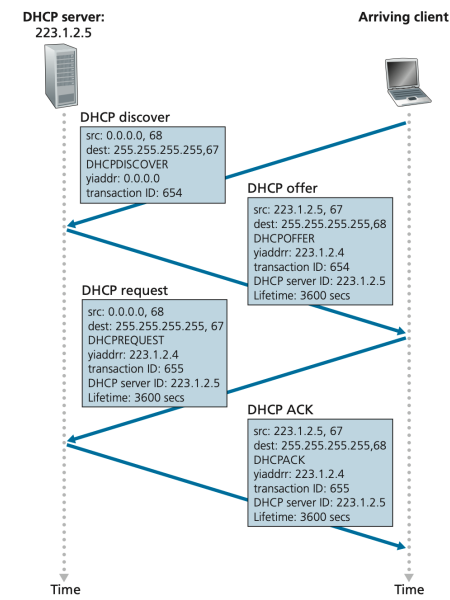 DHCP server:
223.1.2.5
Arriving client
DHCP discover
src: 0.0.0.0, 68
dest: 255.255.255.255,67
DHCPDISCOVER
yiaddr: 0.0.0.0
transaction ID: 654
DHCP offer
src: 223.1.2.5, 67
dest: 255.255.255.255,68
DHCPOFFER
yiaddrr: 223.1.2.4
transaction ID: 654
DHCP server ID: 223.1.2.5
Lifetime: 3600 secs
DHCP request
src: 0.0.0.0, 68
dest: 255.255.255.255, 67
DHCPREQUEST
yiaddrr: 223.1.2.4
transaction ID: 655
DHCP server ID: 223.1.2.5
Lifetime: 3600 secs
DHCP ACK
src: 223.1.2.5, 67
dest: 255.255.255.255,68
DHCPACK
yiaddrr: 223.1.2.4
transaction ID: 655
DHCP server ID: 223.1.2.5
Lifetime: 3600 secs
Time
Time